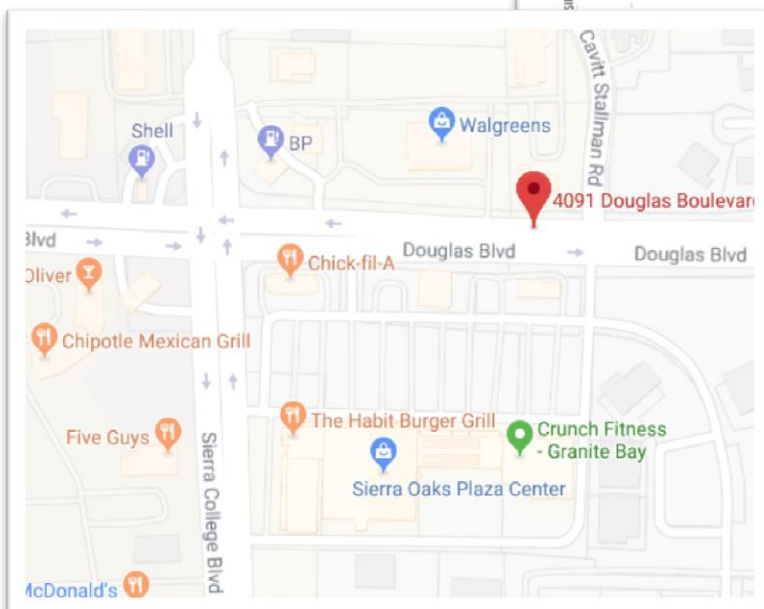 Cavitt Stallman Rd
Shell
BP
Walgreens
4091 Douglas Boulevar
Blvd
Douglas Blvd
Douglas Blvd
Oliver
Chick-fil-A
Chipotle Mexican Grill
The Habit Burger Grill
Five Guys
Crunch Fitness
- Granite Bay
Sierra College Blvd
Sierra Oaks Plaza Center
McDonald's